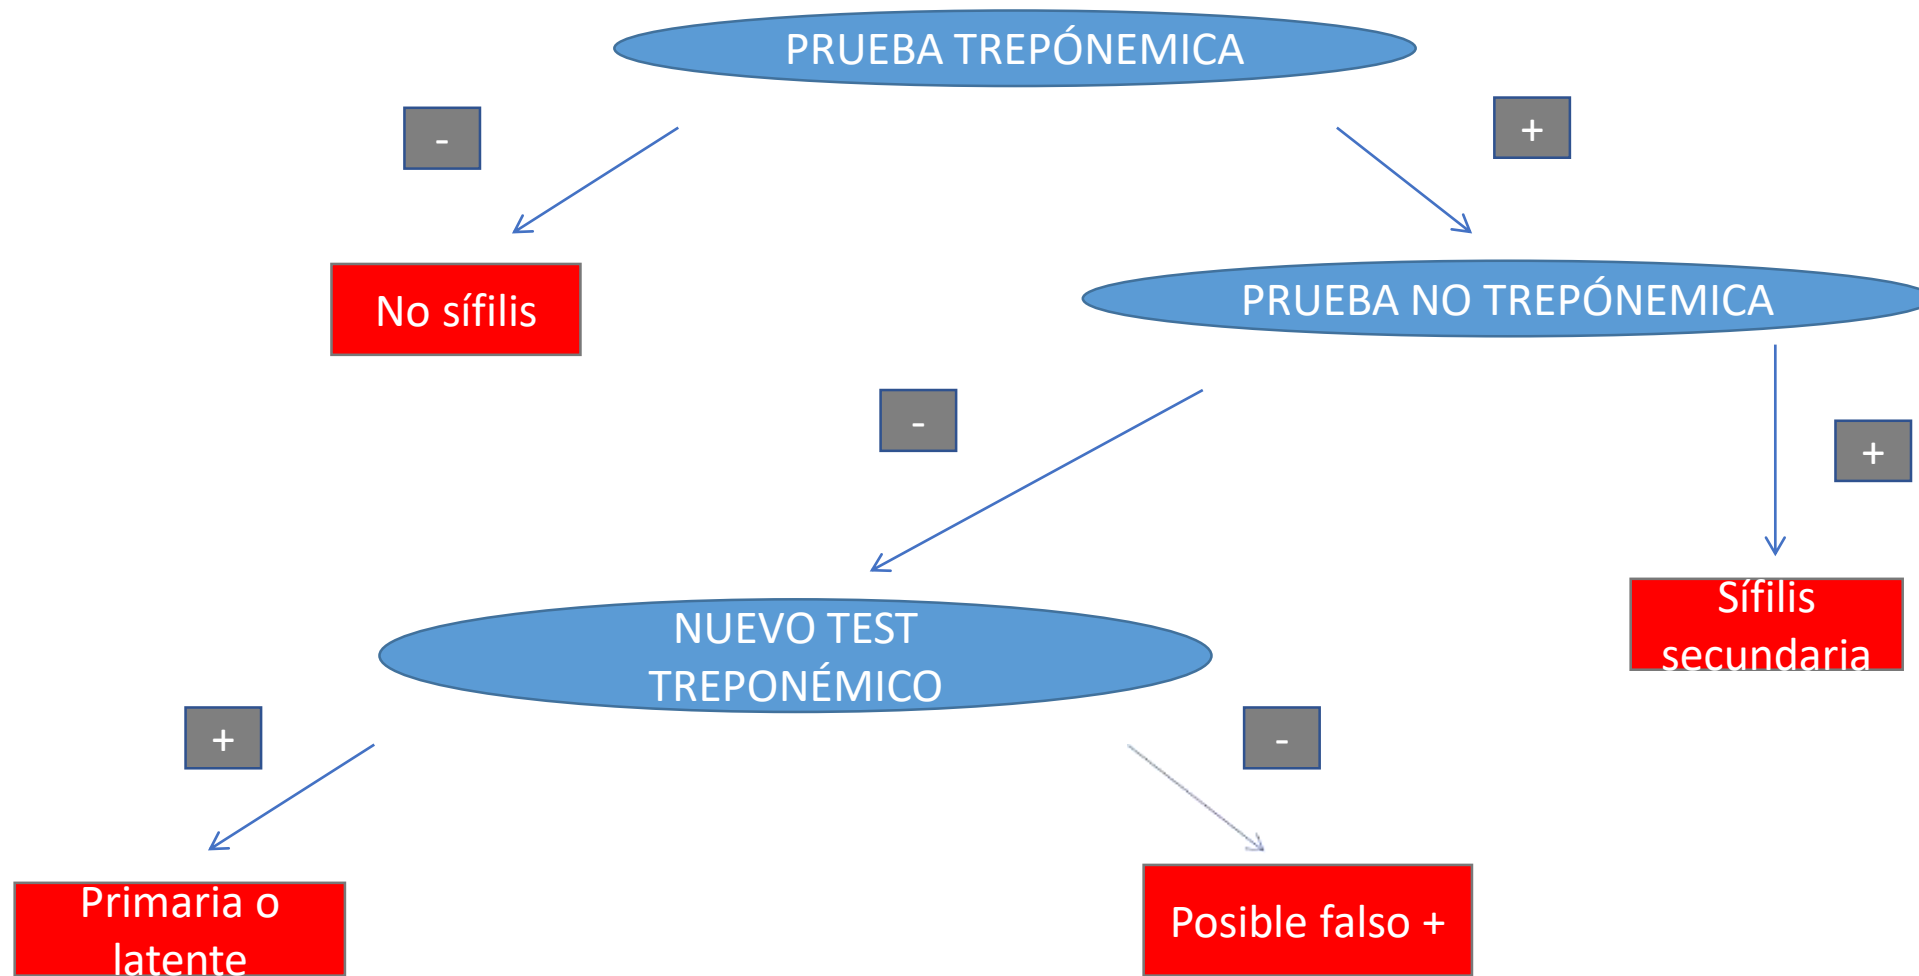 PRUEBA TREPÓNEMICA
-
+
No sífilis
PRUEBA NO TREPÓNEMICA
-
+
Sífilis
secundaria
NUEVO TEST
TREPONÉMICO
+
-
Primaria o
latente
Posible falso +